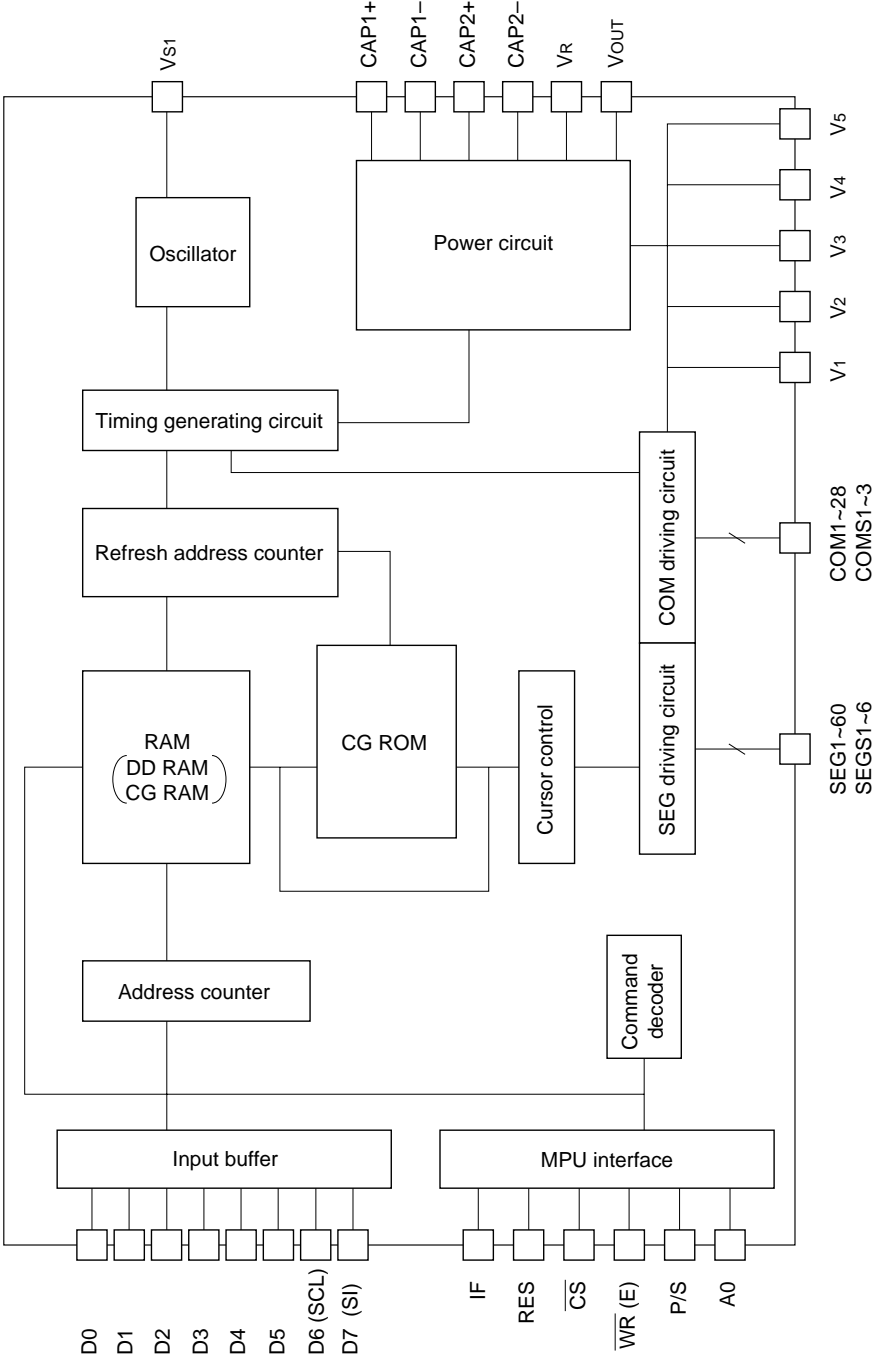 VS1
CAP1+
CAP1–
CAP2+
CAP2–
VR
VOUT
V5
V4
V3
V2
V1
Oscillator
Power circuit
Timing generating circuit
Refresh address counter
COM driving circuit
COM1~28
COMS1~3
RAM
DD RAM
CG RAM
CG ROM
Cursor control
SEG driving circuit
SEG1~60
SEGS1~6
Address counter
Command
decoder
Input buffer
MPU interface
D0
D1
D2
D3
D4
D5
D6 (SCL)
D7 (SI)
IF
RES
CS
WR (E)
P/S
A0